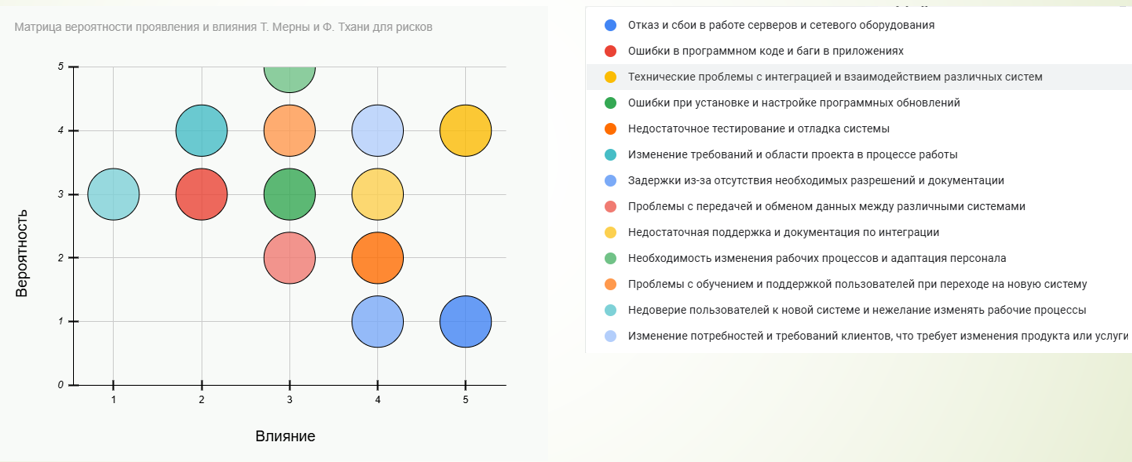 Матрица вероятности проявления и влияния Т. Мерны и Ф. Тхани для рисков
5
4
3
2
1
0
Вероятность
1 2 3 4 5
Влияние
Отказ и сбои в работе серверов и сетевого оборудования
Ошибки в программном коде и баги в приложениях
Технические проблемы с интеграцией и взаимодействием различных систем
Ошибки при установке и настройке программных обновлений
Недостаточное тестирование и отладка системы
Изменение требований и области проекта в процессе работы
Задержки из-за отсутствия необходимых разрешений и документации
Проблемы с передачей и обменом данных между различными системами
Недостаточная поддержка и документация по интеграции
Необходимость изменения рабочих процессов и адаптация персонала
Проблемы с обучением и поддержкой пользователей при переходе на новую систему
Недоверие пользователей к новой системе и нежелание изменять рабочие процессы
Изменение потребностей и требований клиентов, что требует изменения продукта или услуги